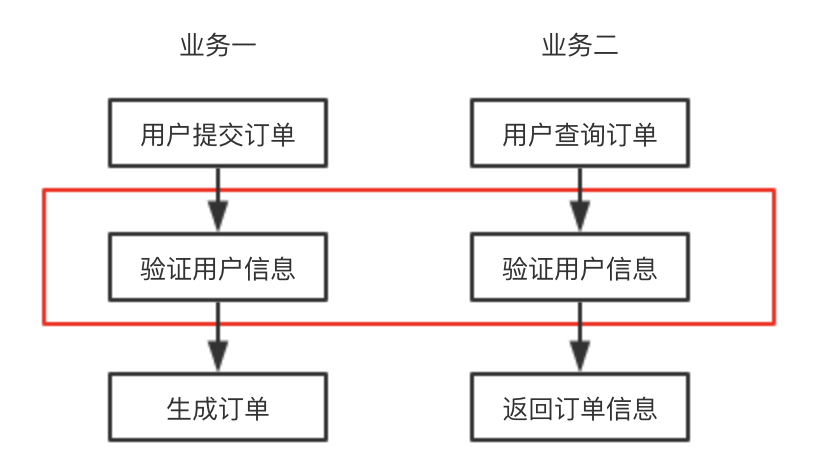 业务一
业务二
用户提交订单
用户查询订单
验证用户信息
验证用户信息
生成订单
返回订单信息